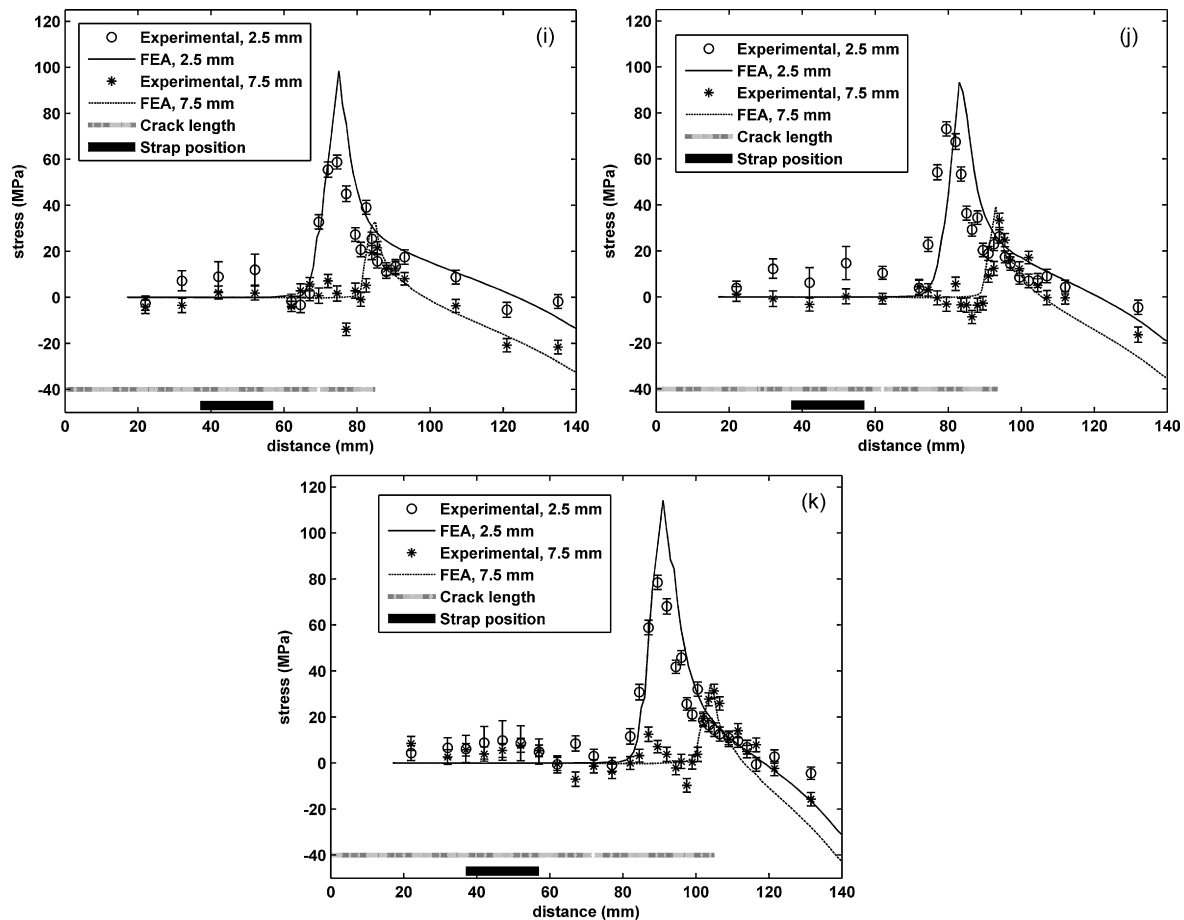 120
100
80
60
40
20
0
-20
-40
stress (MPa)
(i)
Experimental, 2.5 mm
FEA, 2.5 mm
Experimental, 7.5 mm
FEA, 7.5 mm
Crack length
Strap position
0 20 40 60 80 100 120 140
distance (mm)
120
100
80
60
40
20
0
-20
-40
stress (MPa)
(j)
Experimental, 2.5 mm
FEA, 2.5 mm
Experimental, 7.5 mm
FEA, 7.5 mm
Crack length
Strap position
0 20 40 60 80 100 120 140
distance (mm)
120
100
80
60
40
20
0
-20
-40
stress (MPa)
(k)
Experimental, 2.5 mm
FEA, 2.5 mm
Experimental, 7.5 mm
FEA, 7.5 mm
Crack length
Strap position
0 20 40 60 80 100 120 140
distance (mm)